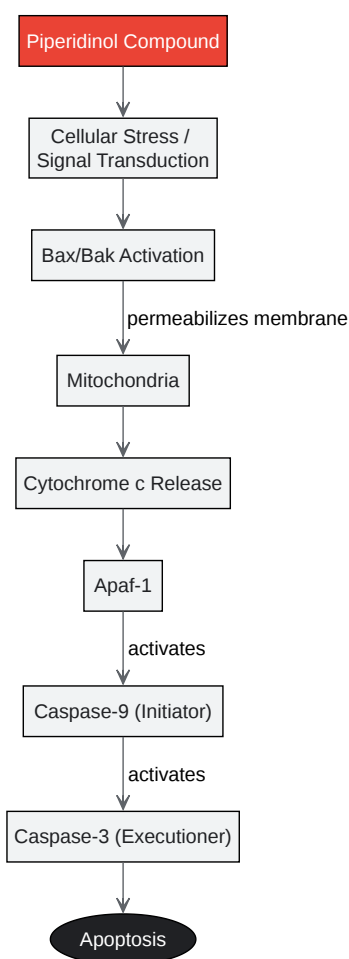 Piperidinol Compound
Cellular Stress /
Signal Transduction
Bax/Bak Activation
permeabilizes membrane
Mitochondria
Cytochrome c Release
Apaf-1
activates
Caspase-9 (Initiator)
activates
Caspase-3 (Executioner)
Apoptosis